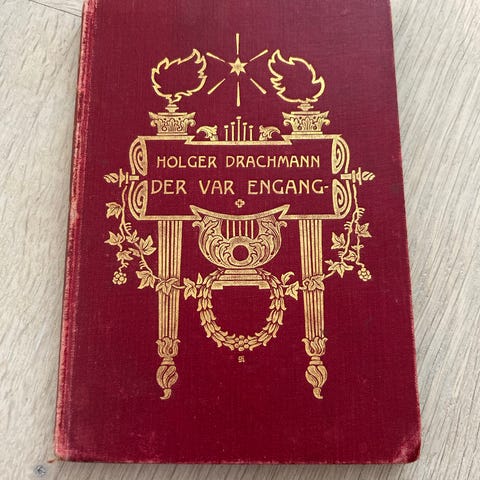 HOLGER DRACHMANN
DER VAR ENGANG-